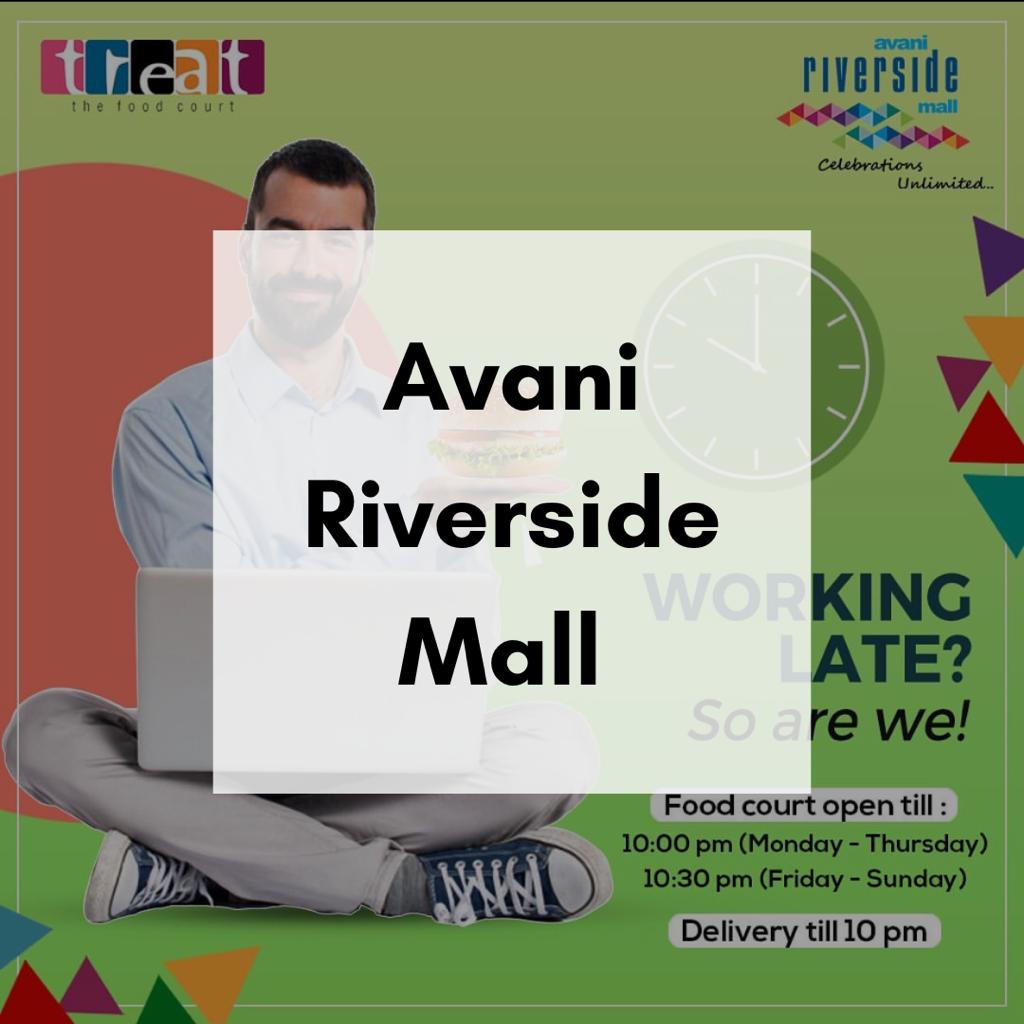 treat
the food court
avani
riverside
mall
Celebrations
Unlimited..
Avani
Riverside
Mall
WORKING
LATE?
So are we!
Food court open till :
10:00 pm (Monday - Thursday)
10:30 pm (Friday - Sunday)
Delivery till 10 pm